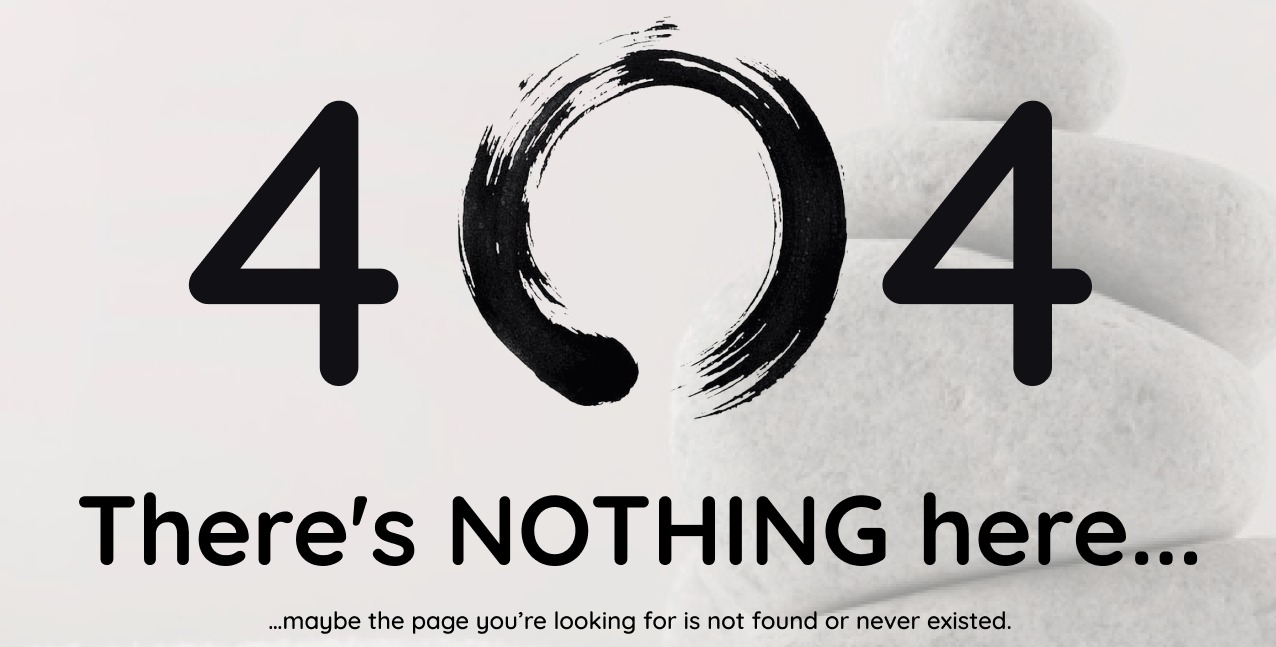 404
There's NOTHING here...
...maybe the page you’re looking for is not found or never existed.